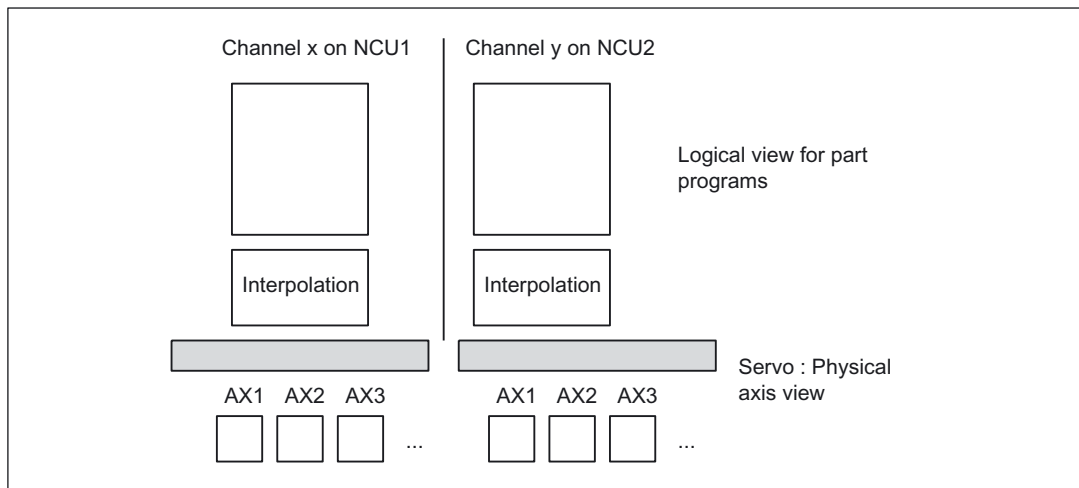 Channel x on NCU1
Channel y on NCU2
Logical view for part
programs
Interpolation
Interpolation
Servo : Physical
axis view
AX1 AX2 AX3
AX1 AX2 AX3
...
...